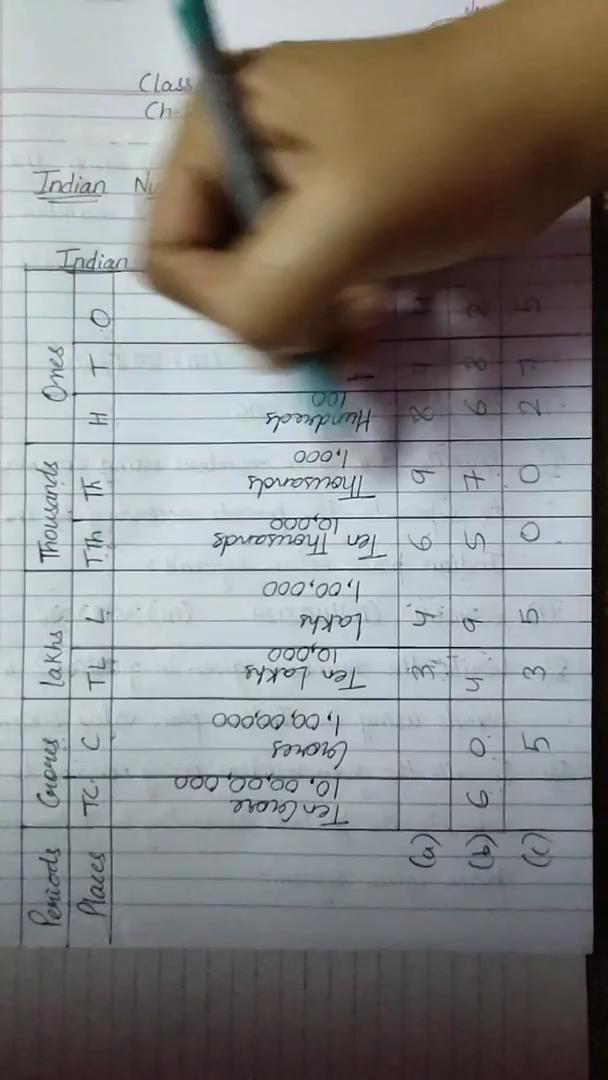 Class
Ch-
Indian Nu
Indian
Periods Crores Lakhs Thousands Ones
Places TC C TL L TTh Th H T O
Ten Crore Crores Ten Lakhs Lakhs Ten Thousands Thousands Hundreds
10,00,00,000 1,00,00,000 10,000 1,00,000 10,000 1,000 100
(a) 3 4 6 9 8 7 4
(b) 6 0 4 9 5 7 6 8 2
(c) 5 3 5 0 0 2 7 5